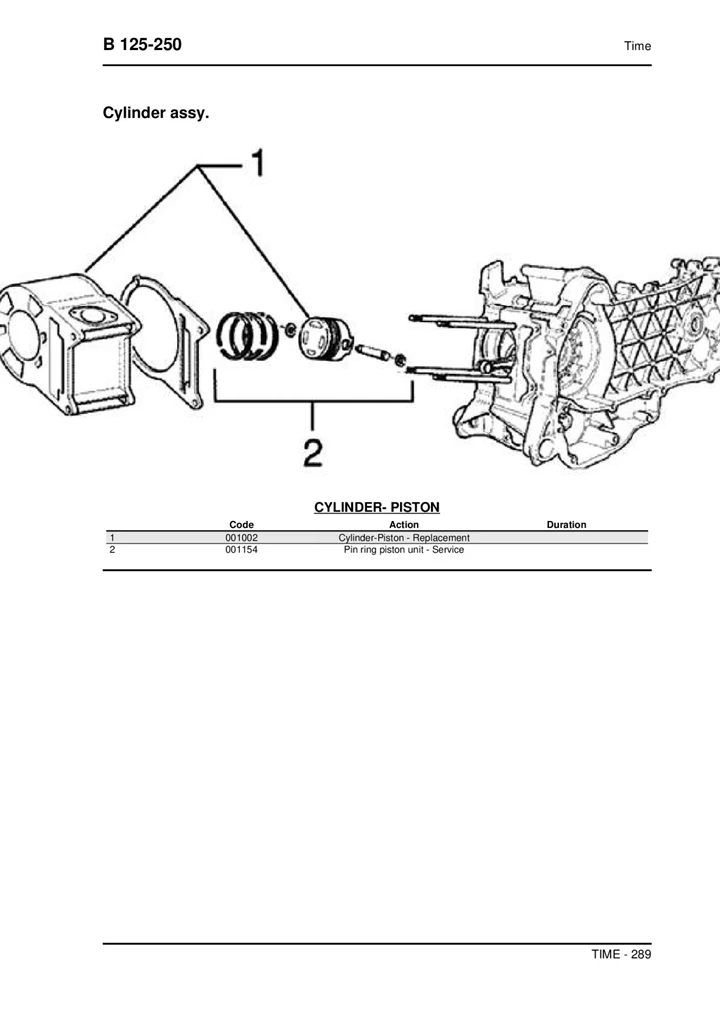 B 125-250 Time
Cylinder assy.
1
2
CYLINDER- PISTON
Code Action Duration
1 001002 Cylinder-Piston - Replacement
2 001154 Pin ring piston unit - Service
TIME - 289